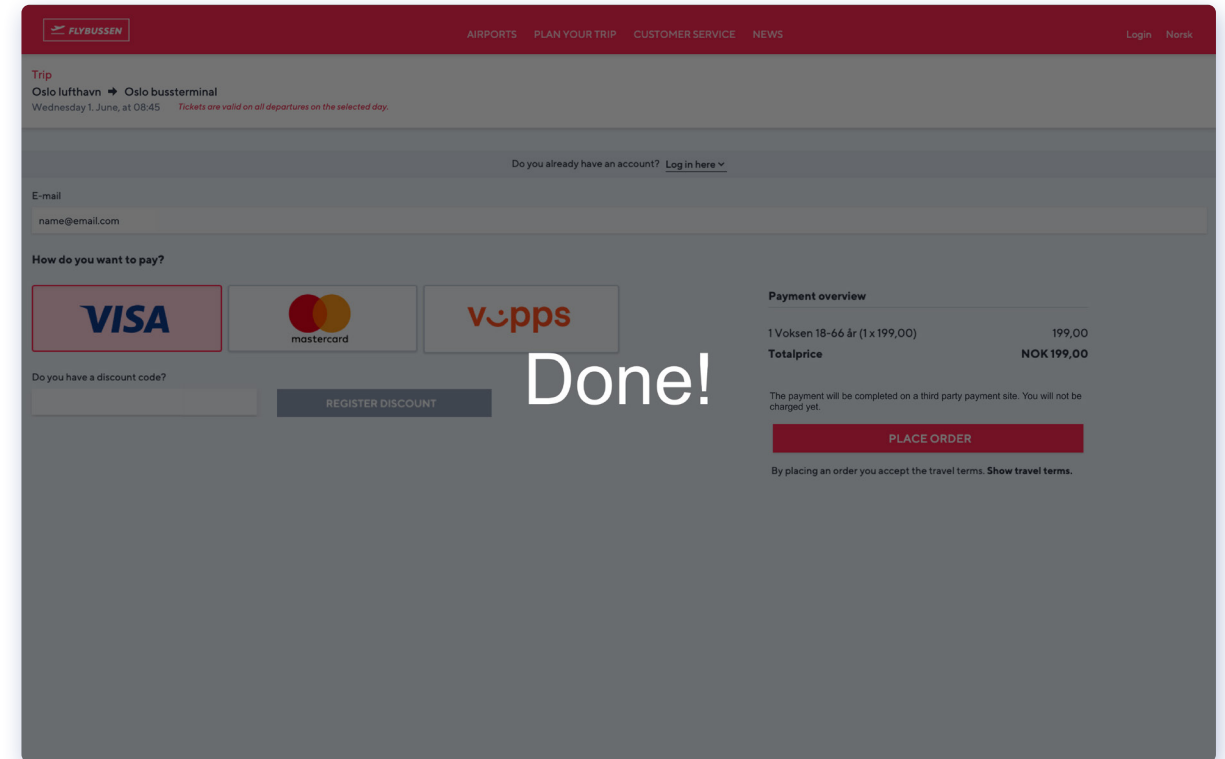 FLYBUSSEN
AIRPORTS PLAN YOUR TRIP CUSTOMER SERVICE NEWS
Login Norsk
Trip
Oslo lufthavn → Oslo bussterminal
Wednesday 1. June, at 08:45 Tickets are valid on all departures on the selected day.
Do you already have an account? Log in here
E-mail
name@email.com
How do you want to pay?
VISA
mastercard
vipps
Do you have a discount code?
REGISTER DISCOUNT
Done!
Payment overview
1 Voksen 18-66 år (1 x 199,00) 199,00
Totalprice NOK 199,00
The payment will be completed on a third party payment site. You will not be
charged yet.
PLACE ORDER
By placing an order you accept the travel terms. Show travel terms.